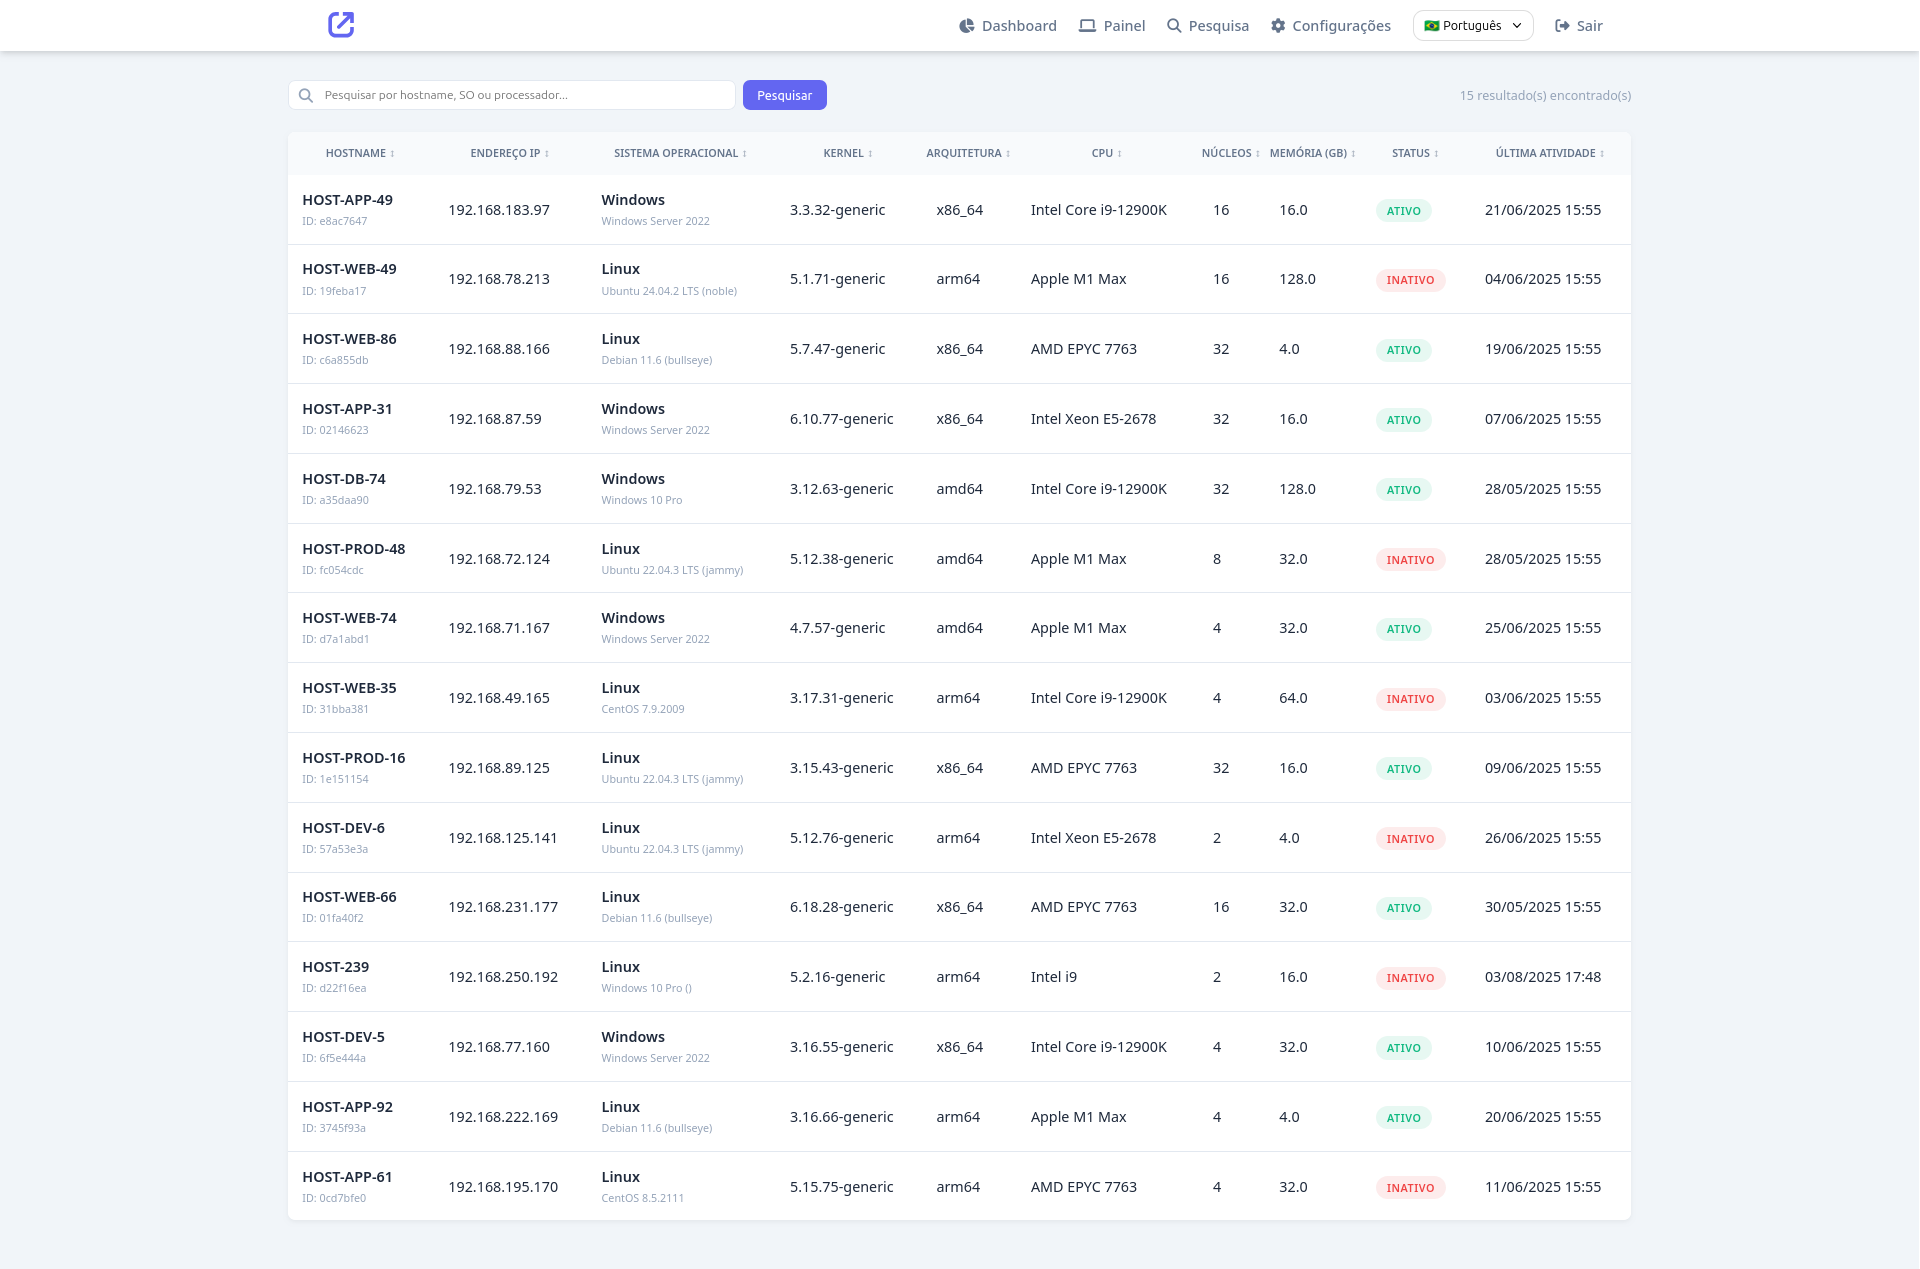 Dashboard Painel Pesquisa Configurações Português Sair
Pesquisar por hostname, SO ou processador... Pesquisar 15 resultado(s) encontrado(s)
HOSTNAME ↕ ENDEREÇO IP ↕ SISTEMA OPERACIONAL ↕ KERNEL ↕ ARQUITETURA ↕ CPU ↕ NÚCLEOS ↕ MEMÓRIA (GB) ↕ STATUS ↕ ÚLTIMA ATIVIDADE ↕
HOST-APP-49 192.168.183.97 Windows 3.3.32-generic x86_64 Intel Core i9-12900K 16 16.0 ATIVO 21/06/2025 15:55
ID: e8ac7647 Windows Server 2022
HOST-WEB-49 192.168.78.213 Linux 5.1.71-generic arm64 Apple M1 Max 16 128.0 INATIVO 04/06/2025 15:55
ID: 19feba17 Ubuntu 24.04.2 LTS (noble)
HOST-WEB-86 192.168.88.166 Linux 5.7.47-generic x86_64 AMD EPYC 7763 32 4.0 ATIVO 19/06/2025 15:55
ID: c6a855db Debian 11.6 (bullseye)
HOST-APP-31 192.168.87.59 Windows 6.10.77-generic x86_64 Intel Xeon E5-2678 32 16.0 ATIVO 07/06/2025 15:55
ID: 02146623 Windows Server 2022
HOST-DB-74 192.168.79.53 Windows 3.12.63-generic amd64 Intel Core i9-12900K 32 128.0 ATIVO 28/05/2025 15:55
ID: a35daa90 Windows 10 Pro
HOST-PROD-48 192.168.72.124 Linux 5.12.38-generic amd64 Apple M1 Max 8 32.0 INATIVO 28/05/2025 15:55
ID: fc054cdc Ubuntu 22.04.3 LTS (jammy)
HOST-WEB-74 192.168.71.167 Windows 4.7.57-generic amd64 Apple M1 Max 4 32.0 ATIVO 25/06/2025 15:55
ID: d7a1abd1 Windows Server 2022
HOST-WEB-35 192.168.49.165 Linux 3.17.31-generic arm64 Intel Core i9-12900K 4 64.0 INATIVO 03/06/2025 15:55
ID: 31bba381 CentOS 7.9.2009
HOST-PROD-16 192.168.89.125 Linux 3.15.43-generic x86_64 AMD EPYC 7763 32 16.0 ATIVO 09/06/2025 15:55
ID: 1e151154 Ubuntu 22.04.3 LTS (jammy)
HOST-DEV-6 192.168.125.141 Linux 5.12.76-generic arm64 Intel Xeon E5-2678 2 4.0 INATIVO 26/06/2025 15:55
ID: 57a53e3a Ubuntu 22.04.3 LTS (jammy)
HOST-WEB-66 192.168.231.177 Linux 6.18.28-generic x86_64 AMD EPYC 7763 16 32.0 ATIVO 30/05/2025 15:55
ID: 01fa40f2 Debian 11.6 (bullseye)
HOST-239 192.168.250.192 Linux 5.2.16-generic arm64 Intel i9 2 16.0 INATIVO 03/08/2025 17:48
ID: d22f16ea Windows 10 Pro ()
HOST-DEV-5 192.168.77.160 Windows 3.16.55-generic x86_64 Intel Core i9-12900K 4 32.0 ATIVO 10/06/2025 15:55
ID: 6f5e444a Windows Server 2022
HOST-APP-92 192.168.222.169 Linux 3.16.66-generic arm64 Apple M1 Max 4 4.0 ATIVO 20/06/2025 15:55
ID: 3745f93a Debian 11.6 (bullseye)
HOST-APP-61 192.168.195.170 Linux 5.15.75-generic arm64 AMD EPYC 7763 4 32.0 INATIVO 11/06/2025 15:55
ID: 0cd7bfe0 CentOS 8.5.2111